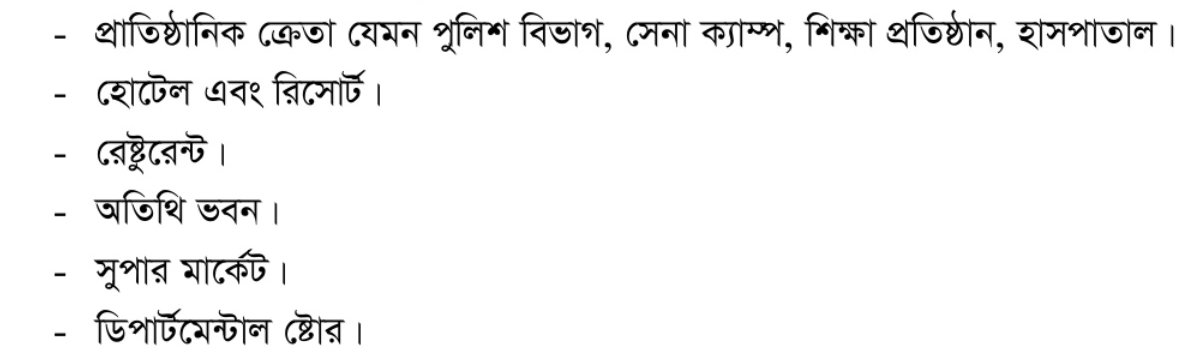 - প্রাতিষ্ঠানিক ক্রেতা যেমন পুলিশ বিভাগ, সেনা ক্যাম্প, শিক্ষা প্রতিষ্ঠান, হাসপাতাল।
- হোটেল এবং রিসোর্ট।
- রেষ্টুরেন্ট।
- অতিথি ভবন।
- সুপার মার্কেট।
- ডিপার্টমেন্টাল ষ্টোর।